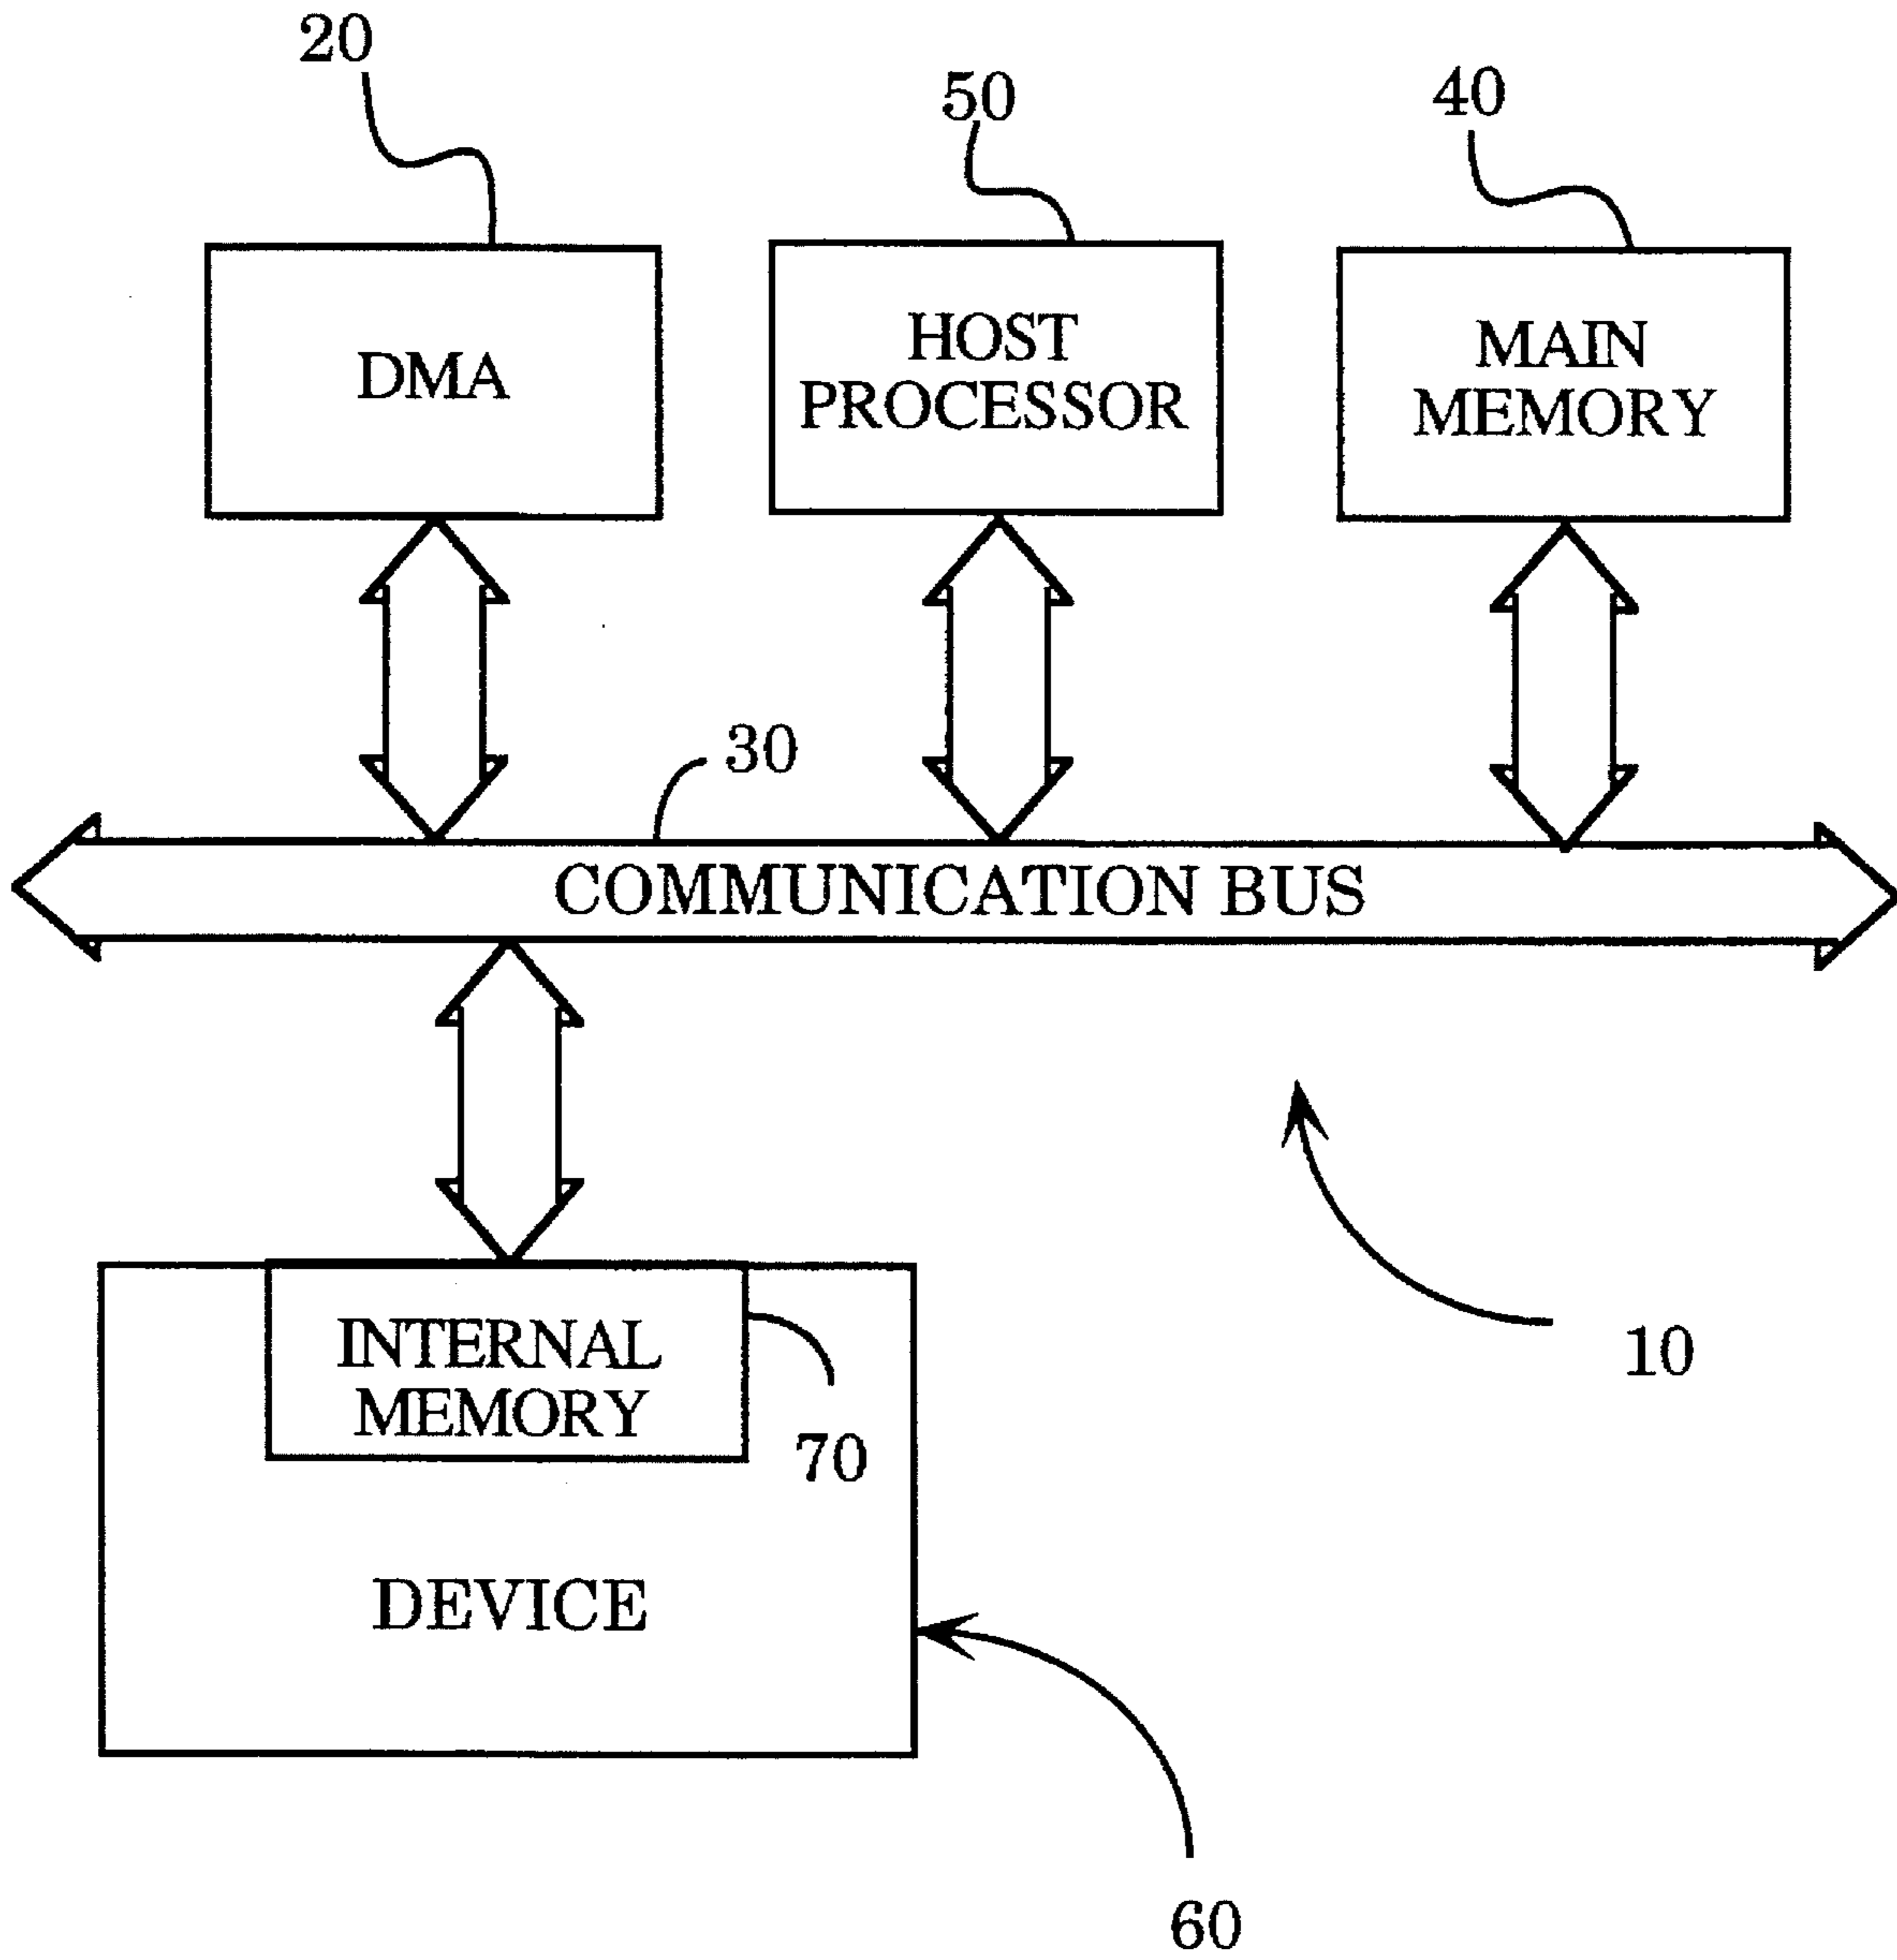 20
50
40
DMA
HOST
PROCESSOR
MAIN
MEMORY
30
COMMUNICATION BUS
10
INTERNAL
MEMORY
70
DEVICE
60